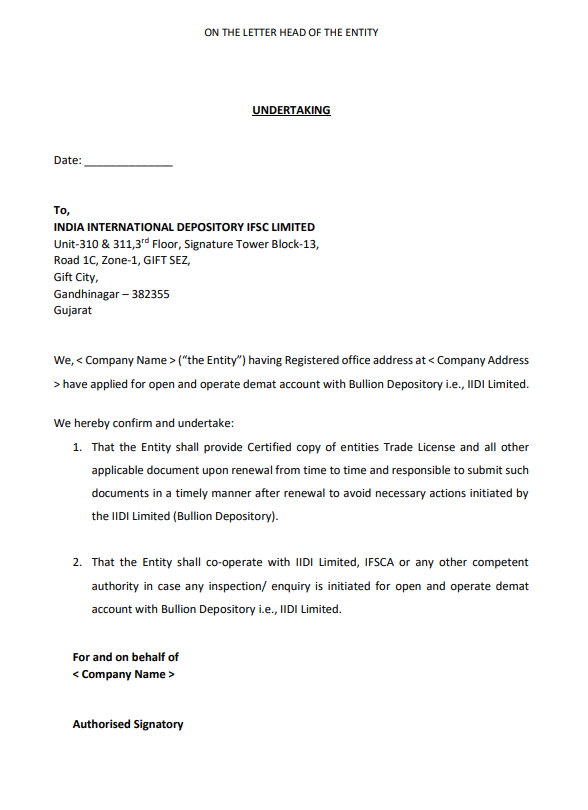 ON THE LETTER HEAD OF THE ENTITY
UNDERTAKING
Date: _______________
To,
INDIA INTERNATIONAL DEPOSITORY IFSC LIMITED
Unit-310 & 311,3rd Floor, Signature Tower Block-13,
Road 1C, Zone-1, GIFT SEZ,
Gift City,
Gandhinagar – 382355
Gujarat
We, < Company Name > (“the Entity”) having Registered office address at < Company Address
> have applied for open and operate demat account with Bullion Depository i.e., IIDI Limited.
We hereby confirm and undertake:
1. That the Entity shall provide Certified copy of entities Trade License and all other
applicable document upon renewal from time to time and responsible to submit such
documents in a timely manner after renewal to avoid necessary actions initiated by
the IIDI Limited (Bullion Depository).
2. That the Entity shall co-operate with IIDI Limited, IFSCA or any other competent
authority in case any inspection/ enquiry is initiated for open and operate demat
account with Bullion Depository i.e., IIDI Limited.
For and on behalf of
< Company Name >
Authorised Signatory